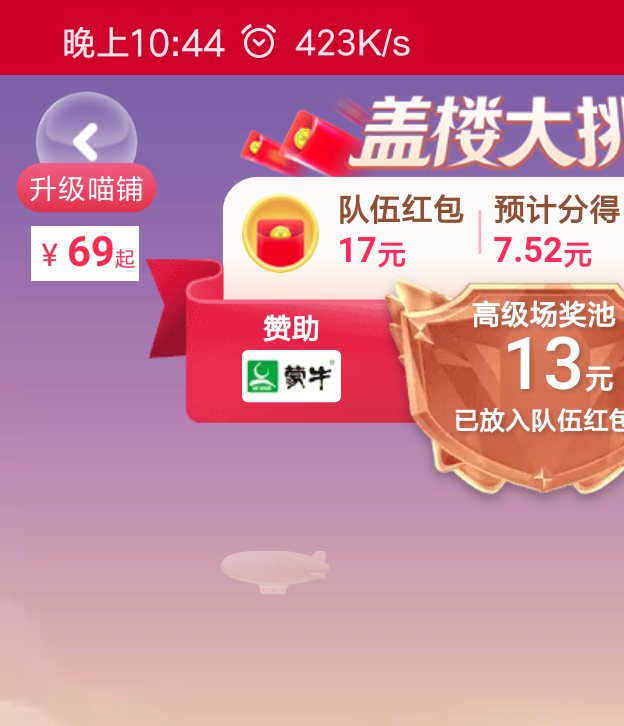 晚上10:44 423K/s
盖楼大挑
升级喵铺
¥ 69起
队伍红包 预计分得
17元 7.52元
赞助
蒙牛
高级场奖池
13元
已放入队伍红包